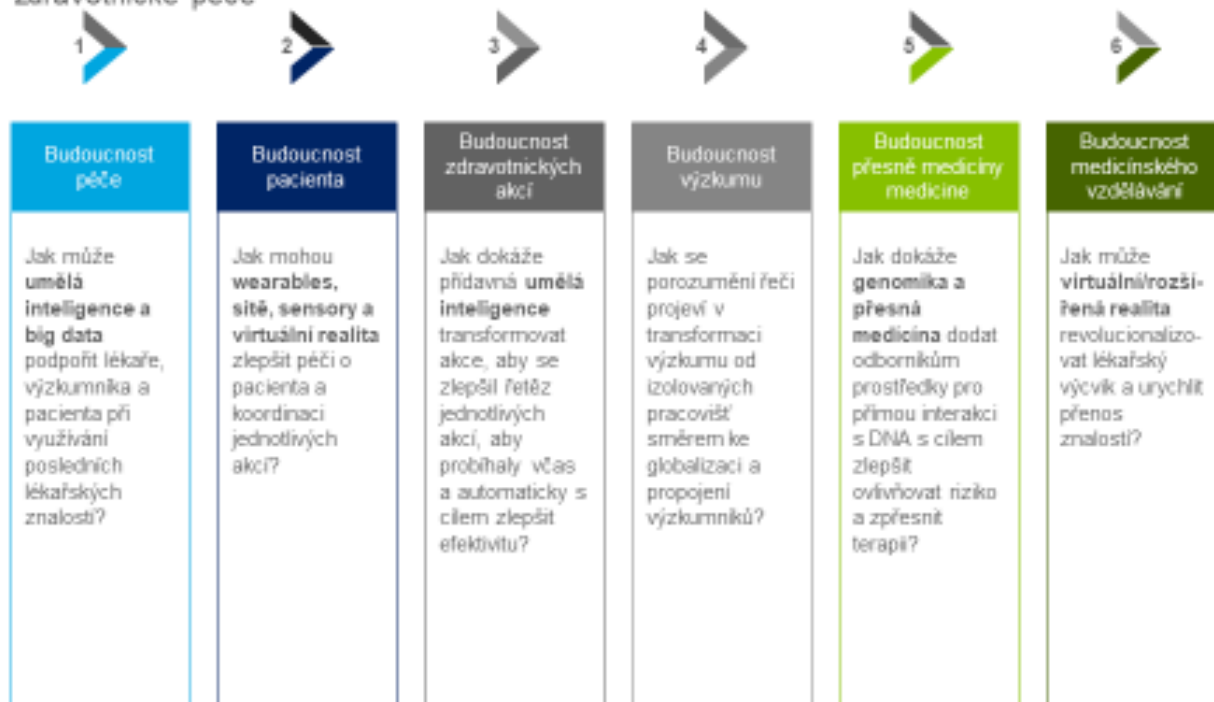 zdravotnické péče
1
2
3
4
5
6
Budoucnost
péče
Jak může
umělá
inteligence a
big data
podpořit lékaře,
výzkumníka a
pacienta při
využívání
posledních
lékařských
znalostí?
Budoucnost
pacienta
Jak mohou
wearables,
sítě, sensory a
virtuální realita
zlepšit péči o
pacienta a
koordinaci
jednotlivých
akcí?
Budoucnost
zdravotnických
akcí
Jak dokáže
přídavná umělá
inteligence
transformovat
akce, aby se
zlepšil řetěz
jednotlivých
akcí, aby
probíhaly včas
a automaticky s
cílem zlepšit
efektivitu?
Budoucnost
výzkumu
Jak se
porozumění řeči
projeví v
transformaci
výzkumu od
izolovaných
pracovišť
směrem ke
globalizaci a
propojení
výzkumníků?
Budoucnost
přesné medicíny
medicine
Jak dokáže
genomika a
přesná
medicína dodat
odborníkům
prostředky pro
přímou interakci
s DNA s cílem
zlepšit
ovlivňovat riziko
a zpřesnit
terapii?
Budoucnost
medicínského
vzdělávání
Jak může
virtuální/rozší-
řená realita
revolucionalizo-
vat lékařský
výcvik a urychlit
přenos
znalostí?